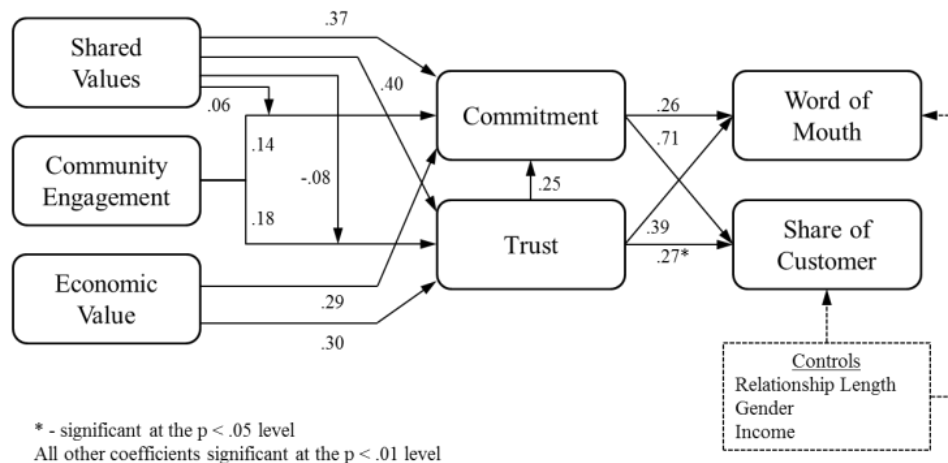 Shared
Values
.37
.40
.06
Commitment
.26
Word of
Mouth
.71
Community
Engagement
.14
-.08
.18
.25
Trust
.39
.27*
Share of
Customer
Economic
Value
.29
.30
Controls
Relationship Length
Gender
Income
* - significant at the p < .05 level
All other coefficients significant at the p < .01 level